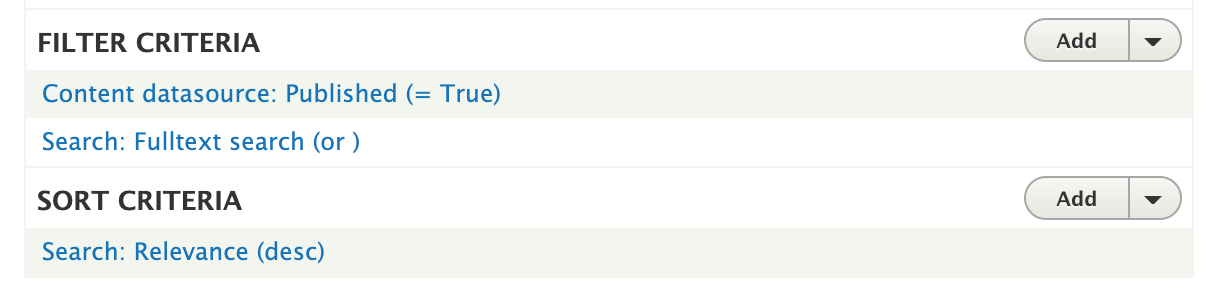 FILTER CRITERIA
Add
Content datasource: Published (= True)
Search: Fulltext search (or )
SORT CRITERIA
Add
Search: Relevance (desc)